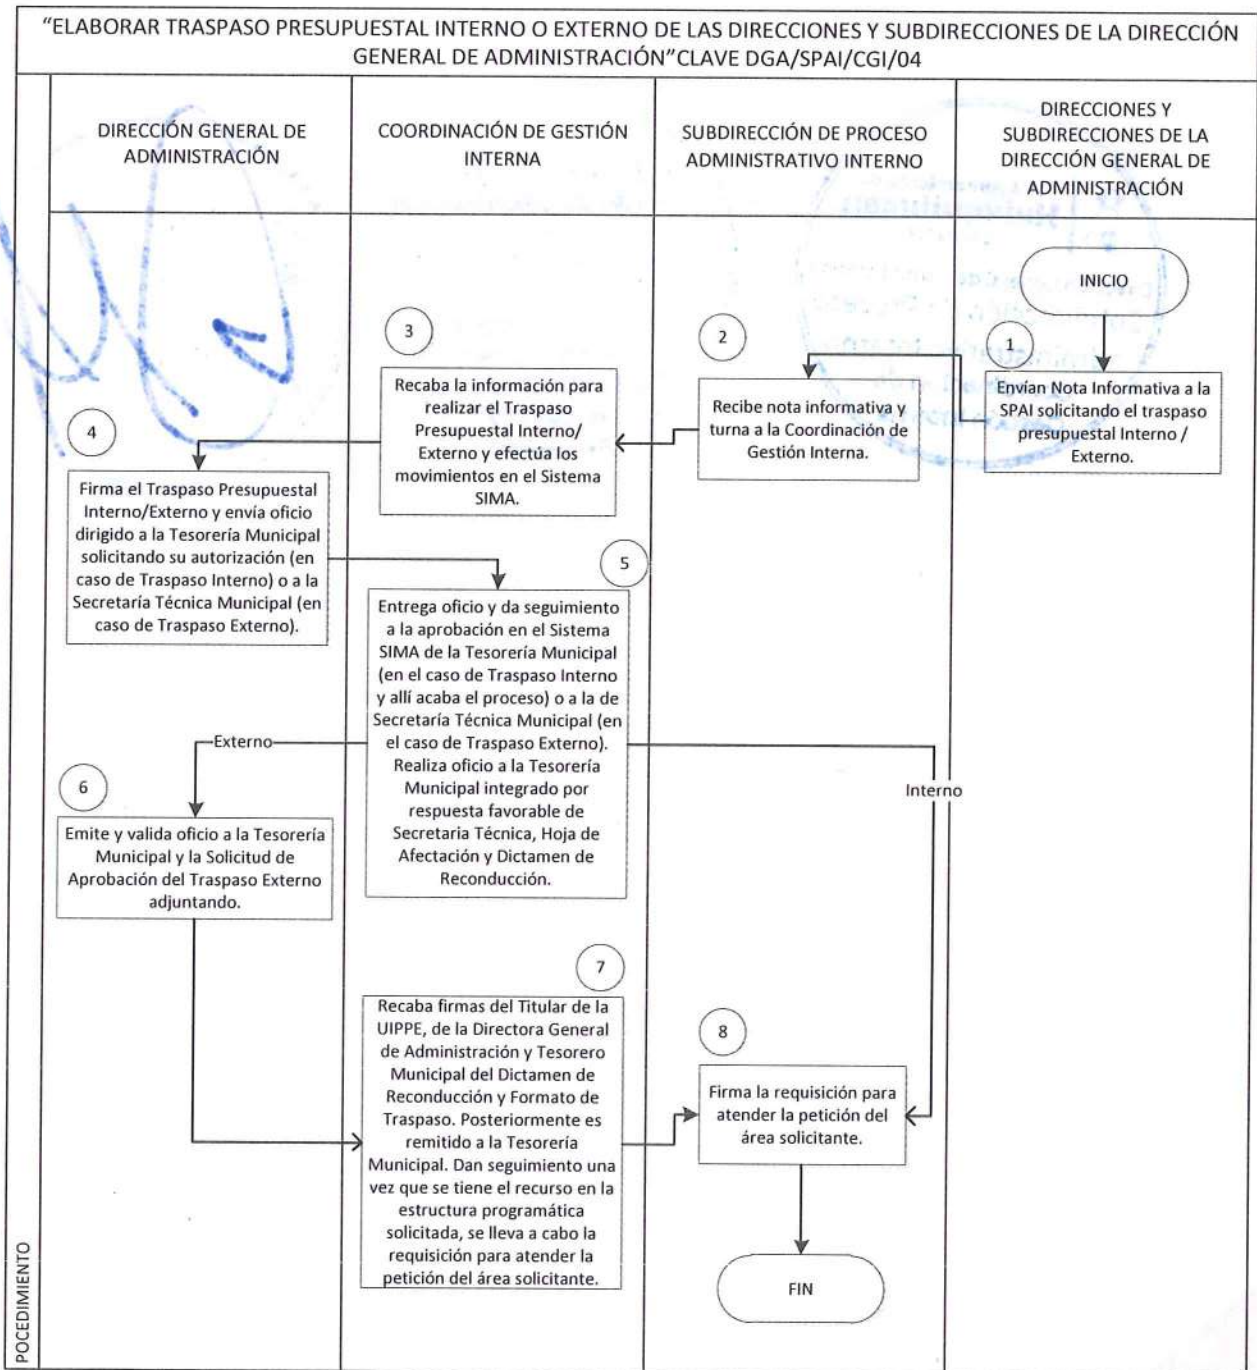 “ELABORAR TRASPASO PRESUPUESTAL INTERNO O EXTERNO DE LAS DIRECCIONES Y SUBDIRECCIONES DE LA DIRECCIÓN
GENERAL DE ADMINISTRACIÓN”CLAVE DGA/SPAI/CGI/04
DIRECCIÓN GENERAL DE
ADMINISTRACIÓN
COORDINACIÓN DE GESTIÓN
INTERNA
SUBDIRECCIÓN DE PROCESO
ADMINISTRATIVO INTERNO
DIRECCIONES Y
SUBDIRECCIONES DE LA
DIRECCIÓN GENERAL DE
ADMINISTRACIÓN
INICIO
1
Envían Nota Informativa a la
SPAI solicitando el traspaso
presupuestal Interno /
Externo.
2
Recibe nota informativa y
turna a la Coordinación de
Gestión Interna.
3
Recaba la información para
realizar el Traspaso
Presupuestal Interno/
Externo y efectúa los
movimientos en el Sistema
SIMA.
4
Firma el Traspaso Presupuestal
Interno/Externo y envía oficio
dirigido a la Tesorería Municipal
solicitando su autorización (en
caso de Traspaso Interno) o a la
Secretaría Técnica Municipal (en
caso de Traspaso Externo).
5
Entrega oficio y da seguimiento
a la aprobación en el Sistema
SIMA de la Tesorería Municipal
(en el caso de Traspaso Interno
y allí acaba el proceso) o a la de
Secretaría Técnica Municipal (en
el caso de Traspaso Externo).
Realiza oficio a la Tesorería
Municipal integrado por
respuesta favorable de
Secretaria Técnica, Hoja de
Afectación y Dictamen de
Reconducción.
Externo
Interno
6
Emite y valida oficio a la Tesorería
Municipal y la Solicitud de
Aprobación del Traspaso Externo
adjuntando.
7
Recaba firmas del Titular de la
UIPPE, de la Directora General
de Administración y Tesorero
Municipal del Dictamen de
Reconducción y Formato de
Traspaso. Posteriormente es
remitido a la Tesorería
Municipal. Dan seguimiento una
vez que se tiene el recurso en la
estructura programática
solicitada, se lleva a cabo la
requisición para atender la
petición del área solicitante.
8
Firma la requisición para
atender la petición del
área solicitante.
FIN
POCEDIMIENTO